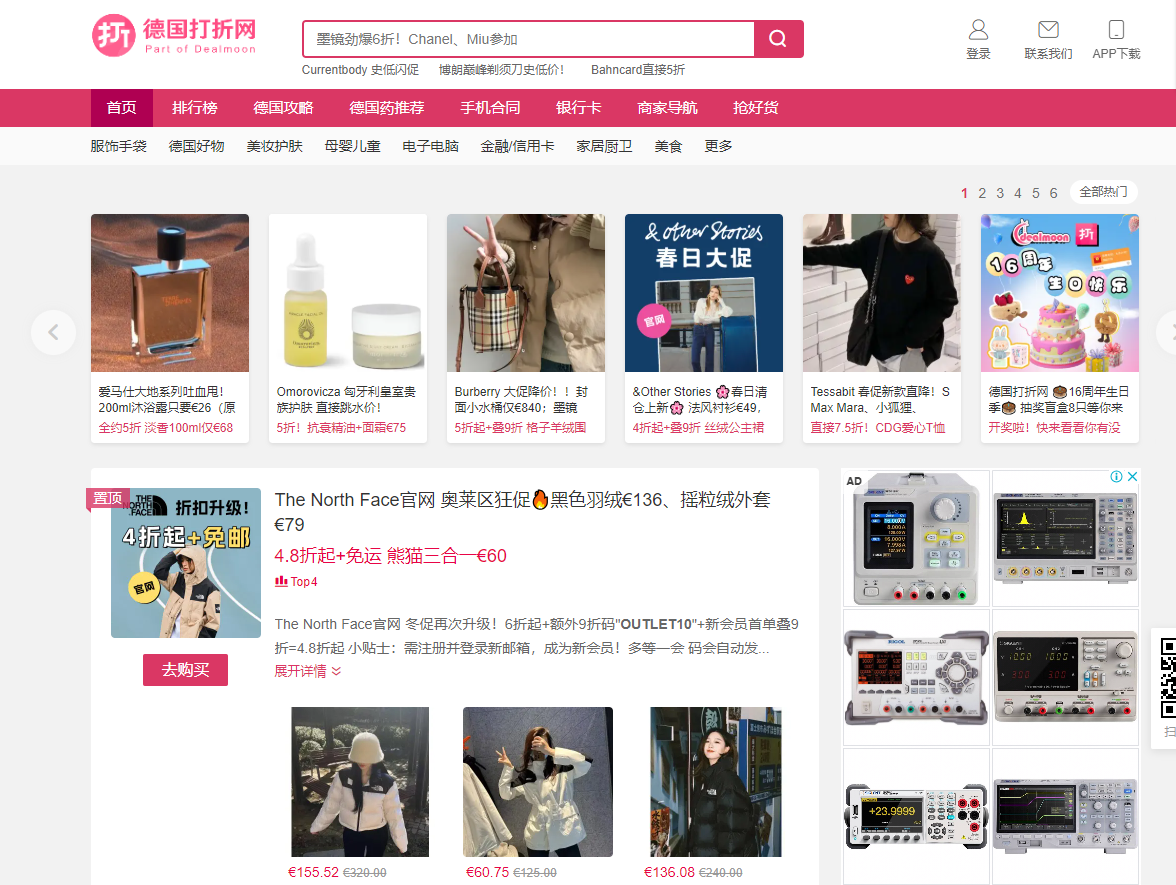 折 德国打折网
Part of Dealmoon
墨镜劲爆6折！Chanel、Miu参加
Currentbody 史低闪促 博朗巅峰剃须刀史低价！ Bahncard直接5折
登录 联系我们 APP下载
首页 排行榜 德国攻略 德国药推荐 手机合同 银行卡 商家导航 抢好货
服饰手袋 德国好物 美妆护肤 母婴儿童 电子电脑 金融/信用卡 家居厨卫 美食 更多
1 2 3 4 5 6 全部热门
& other Stories
春日大促
官网
dealmoon 折
16周年
生日快乐
爱马仕大地系列吐血甩！
200ml沐浴露只要€26（原
全约5折 淡香100ml仅€68
Omorovicza 匈牙利皇室贵
族护肤 直接跳水价！
5折！抗衰精油+面霜€75
Burberry 大促降价！！封
面小水桶仅€840；墨镜
5折起+叠9折 格子羊绒围
&Other Stories 🌸春日清
仓上新🌸 法风衬衫€49，
4折起+叠9折 丝绒公主裙
Tessabit 春促新款直降！S
Max Mara、小狐狸、
直接7.5折！CDG爱心T恤
德国打折网 🎂16周年生日
季🎂 抽奖盲盒8只等你来
开奖啦！快来看看你有没
置顶
THE NORTH FACE 折扣升级！
4折起+免邮
官网
去购买
The North Face官网 奥莱区狂促🔥黑色羽绒€136、摇粒绒外套
€79
4.8折起+免运 熊猫三合一€60
Top4
The North Face官网 冬促再次升级！6折起+额外9折码"OUTLET10"+新会员首单叠9
折=4.8折起 小贴士：需注册并登录新邮箱，成为新会员！多等一会 码会自动发...
展开详情
€155.52 €320.00
€60.75 €125.00
€136.08 €240.00
AD
RIGOL
+23.9999
扫